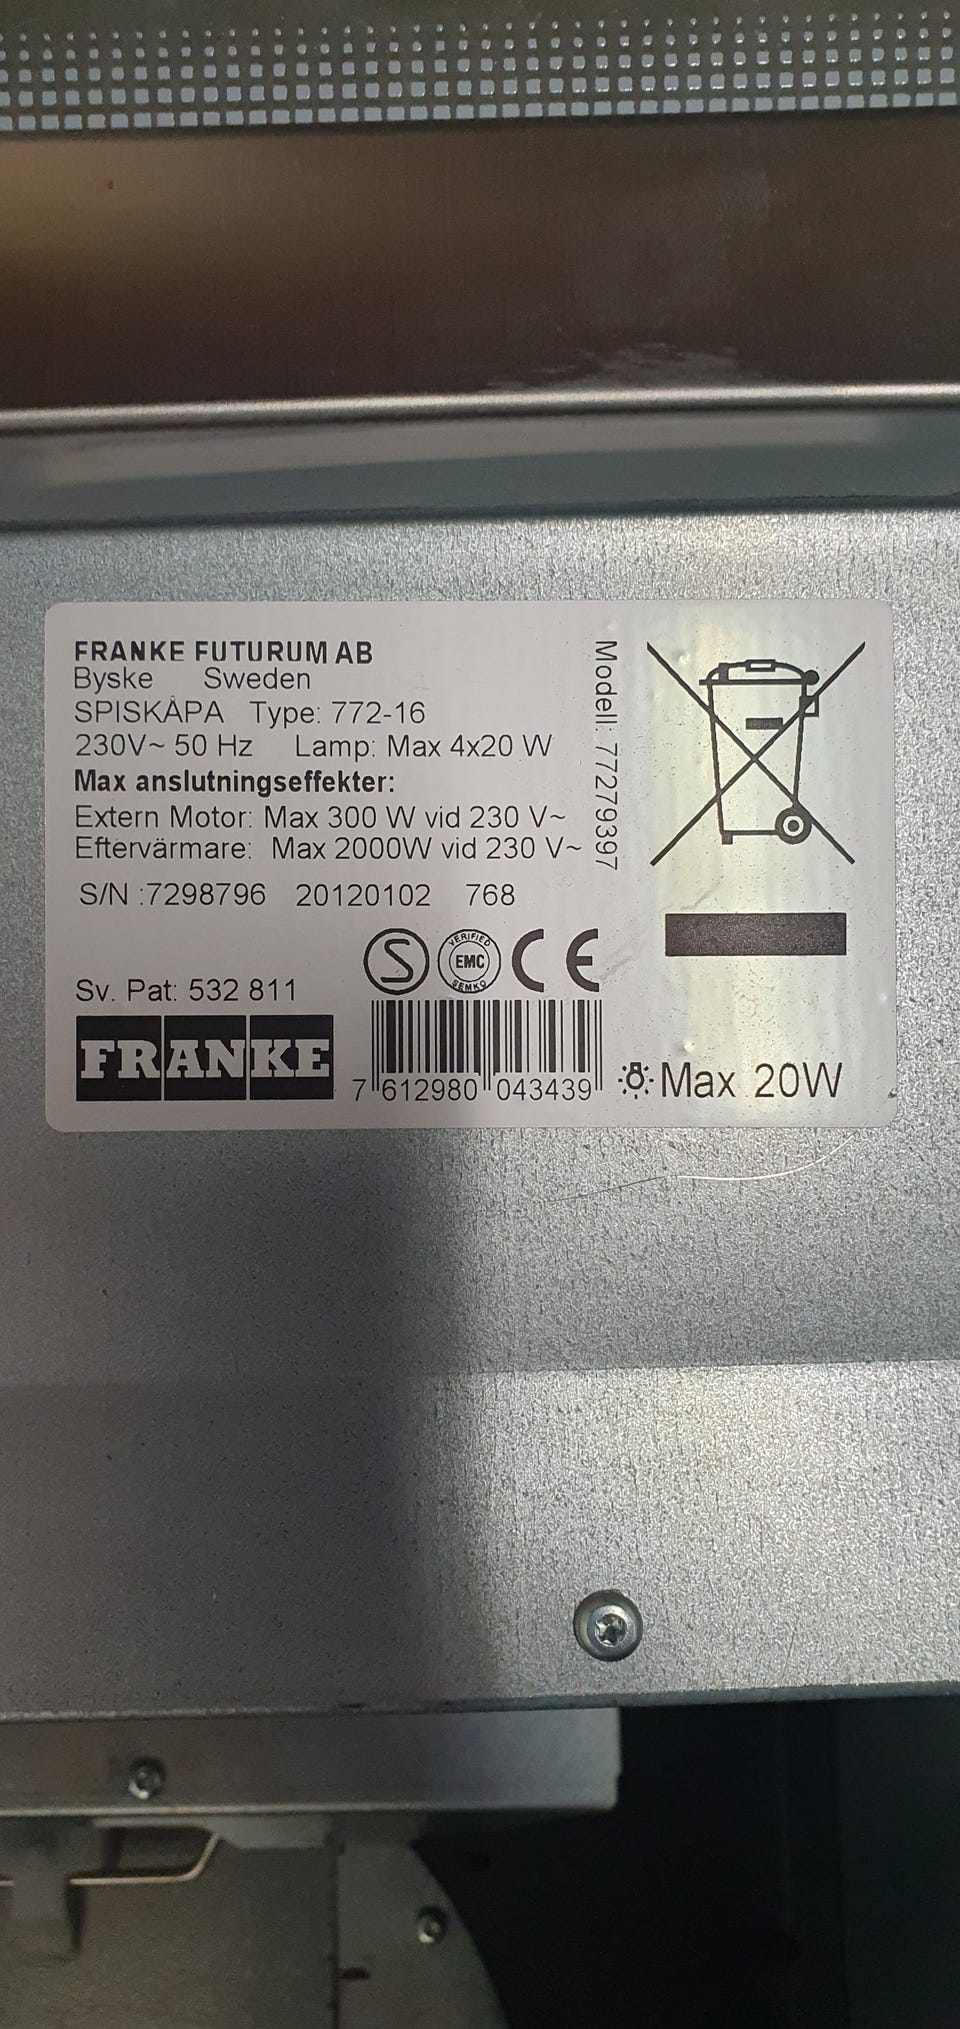 FRANKE FUTURUM AB
Byske Sweden
SPISKÅPA Type: 772-16
230V~ 50 Hz Lamp: Max 4x20 W
Max anslutningseffekter:
Extern Motor: Max 300 W vid 230 V~
Eftervärmare: Max 2000W vid 230 V~
S/N :7298796 20120102 768
Modell: 77279397
S
VERIFIED
EMC
SEMKO
CE
Sv. Pat: 532 811
FRANKE
7 612980 043439
Max 20W